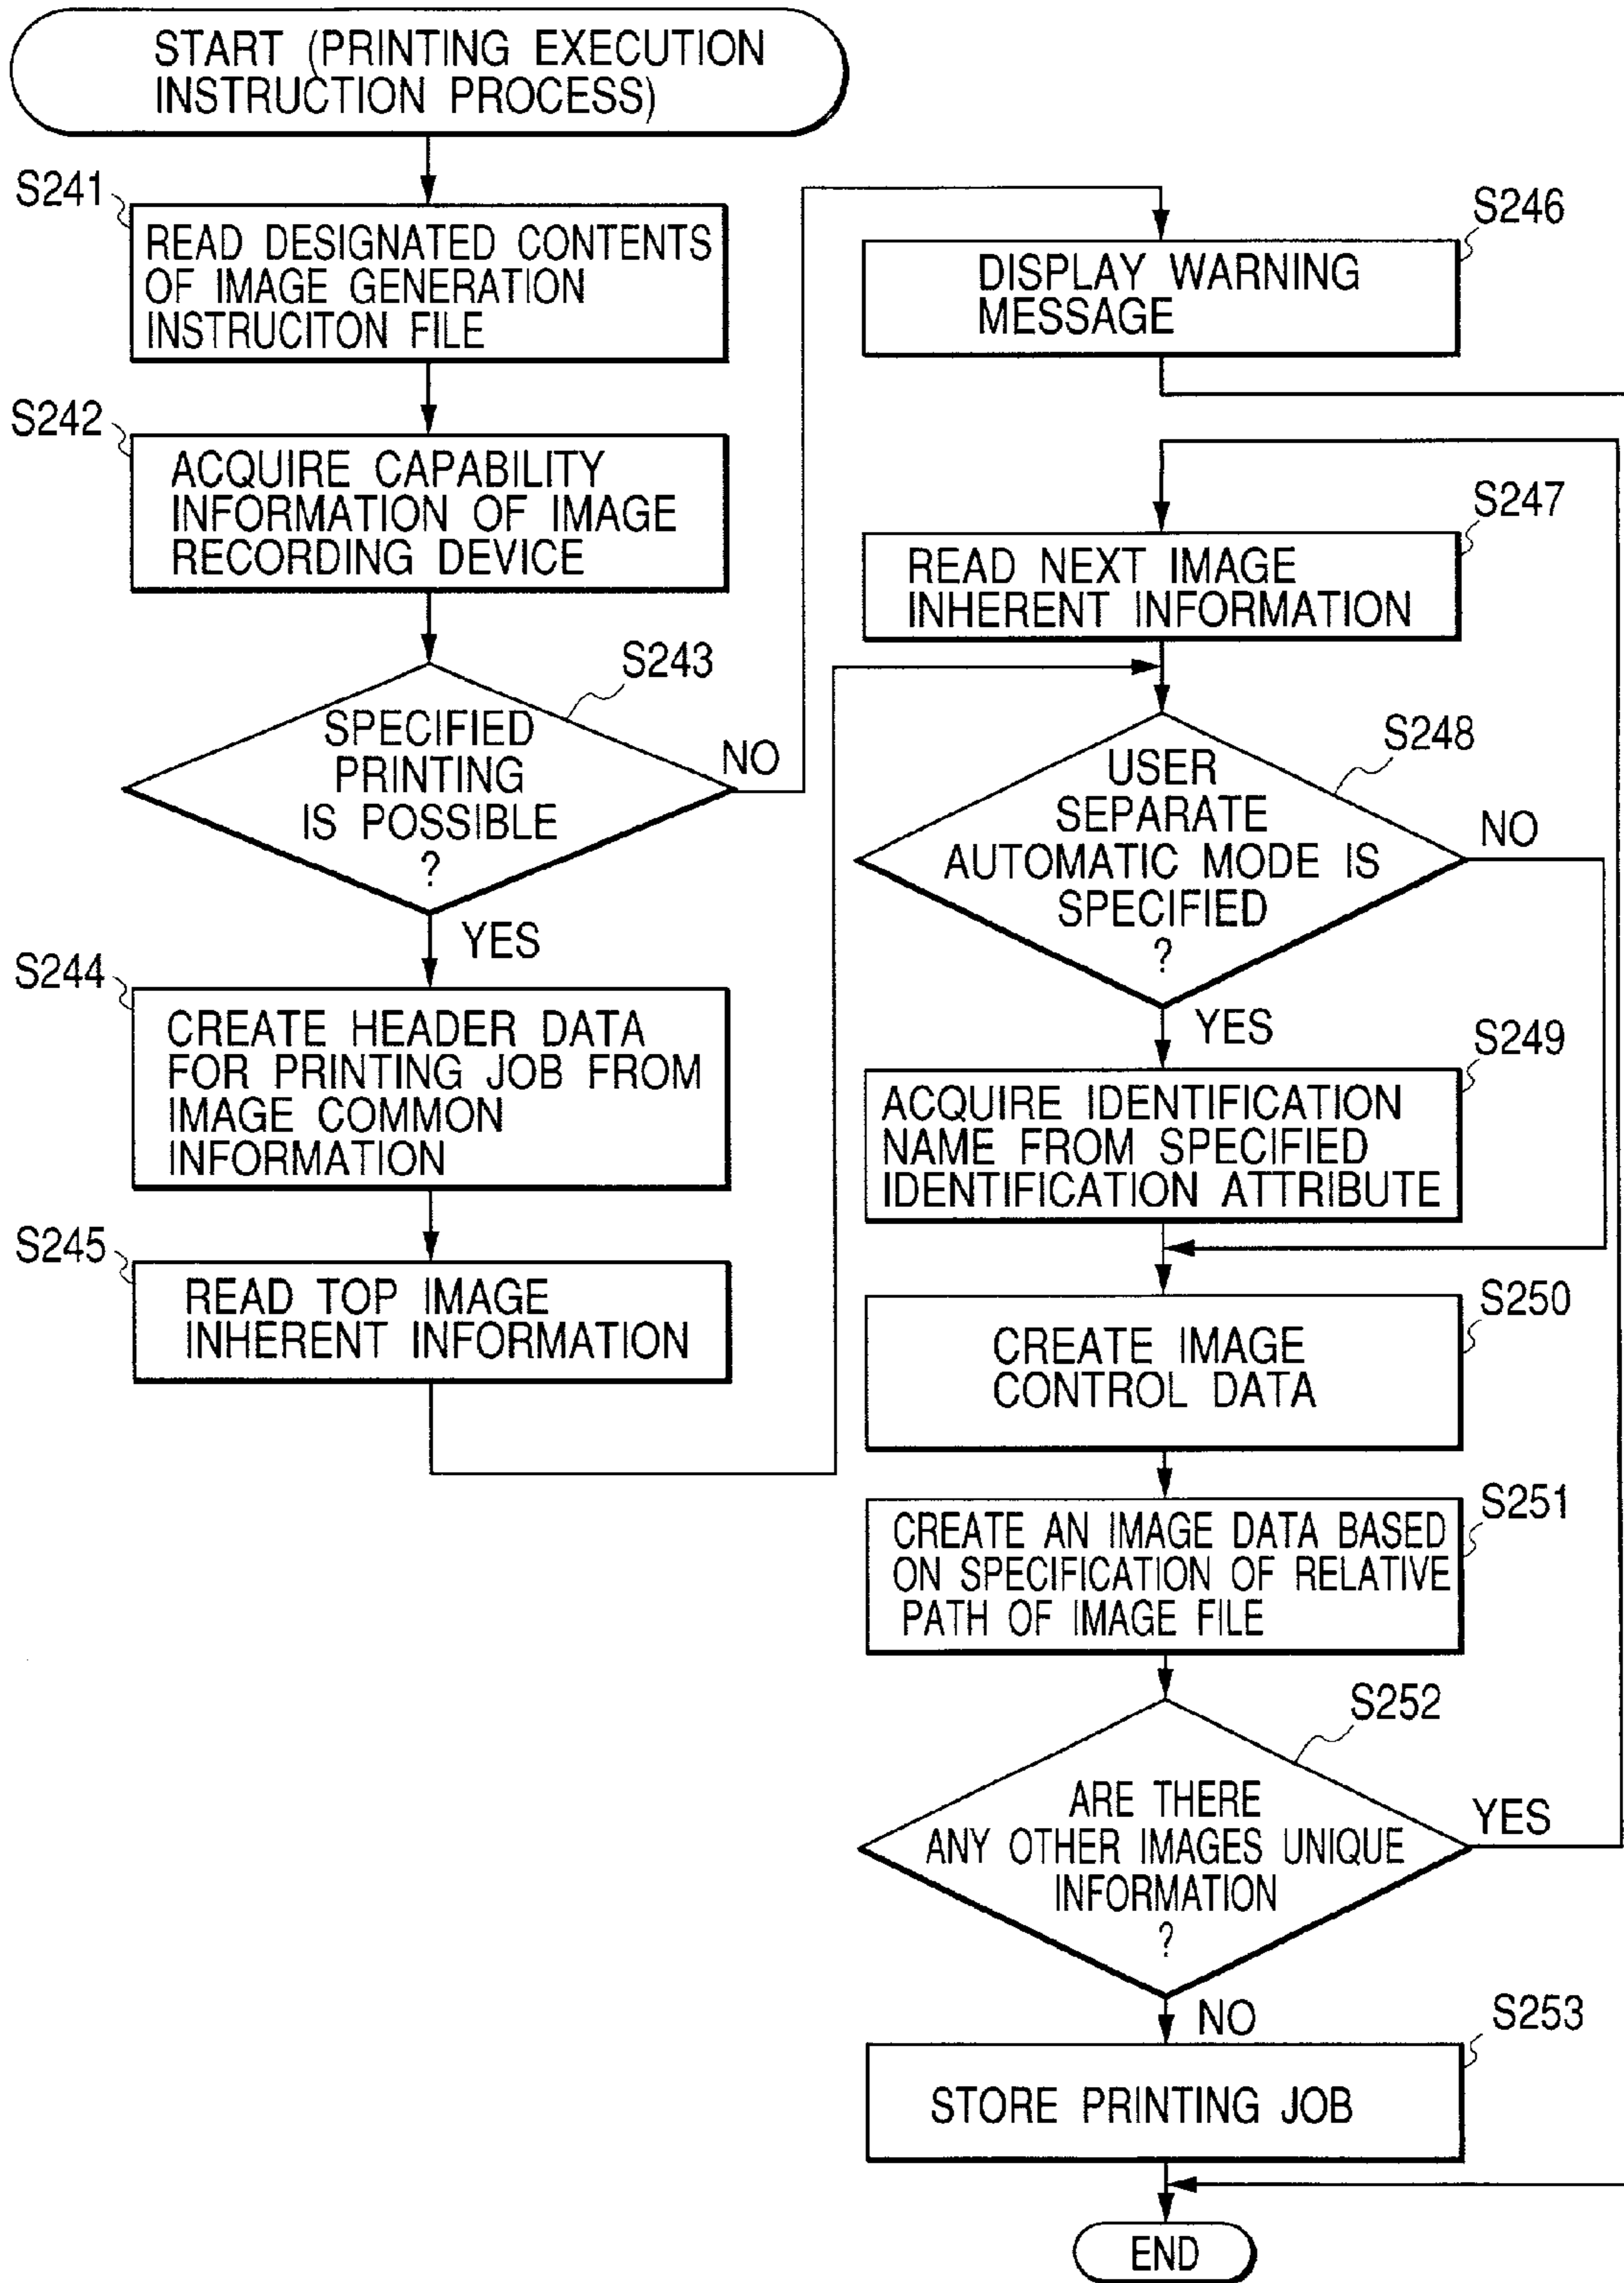 START (PRINTING EXECUTION
INSTRUCTION PROCESS)
S241
READ DESIGNATED CONTENTS
OF IMAGE GENERATION
INSTRUCITON FILE
S242
ACQUIRE CAPABILITY
INFORMATION OF IMAGE
RECORDING DEVICE
S243
SPECIFIED
PRINTING
IS POSSIBLE
?
NO
YES
S244
CREATE HEADER DATA
FOR PRINTING JOB FROM
IMAGE COMMON
INFORMATION
S245
READ TOP IMAGE
INHERENT INFORMATION
S246
DISPLAY WARNING
MESSAGE
S247
READ NEXT IMAGE
INHERENT INFORMATION
S248
USER
SEPARATE
AUTOMATIC MODE IS
SPECIFIED
?
NO
YES
S249
ACQUIRE IDENTIFICATION
NAME FROM SPECIFIED
IDENTIFICATION ATTRIBUTE
S250
CREATE IMAGE
CONTROL DATA
S251
CREATE AN IMAGE DATA BASED
ON SPECIFICATION OF RELATIVE
PATH OF IMAGE FILE
S252
ARE THERE
ANY OTHER IMAGES UNIQUE
INFORMATION
?
YES
NO
S253
STORE PRINTING JOB
END